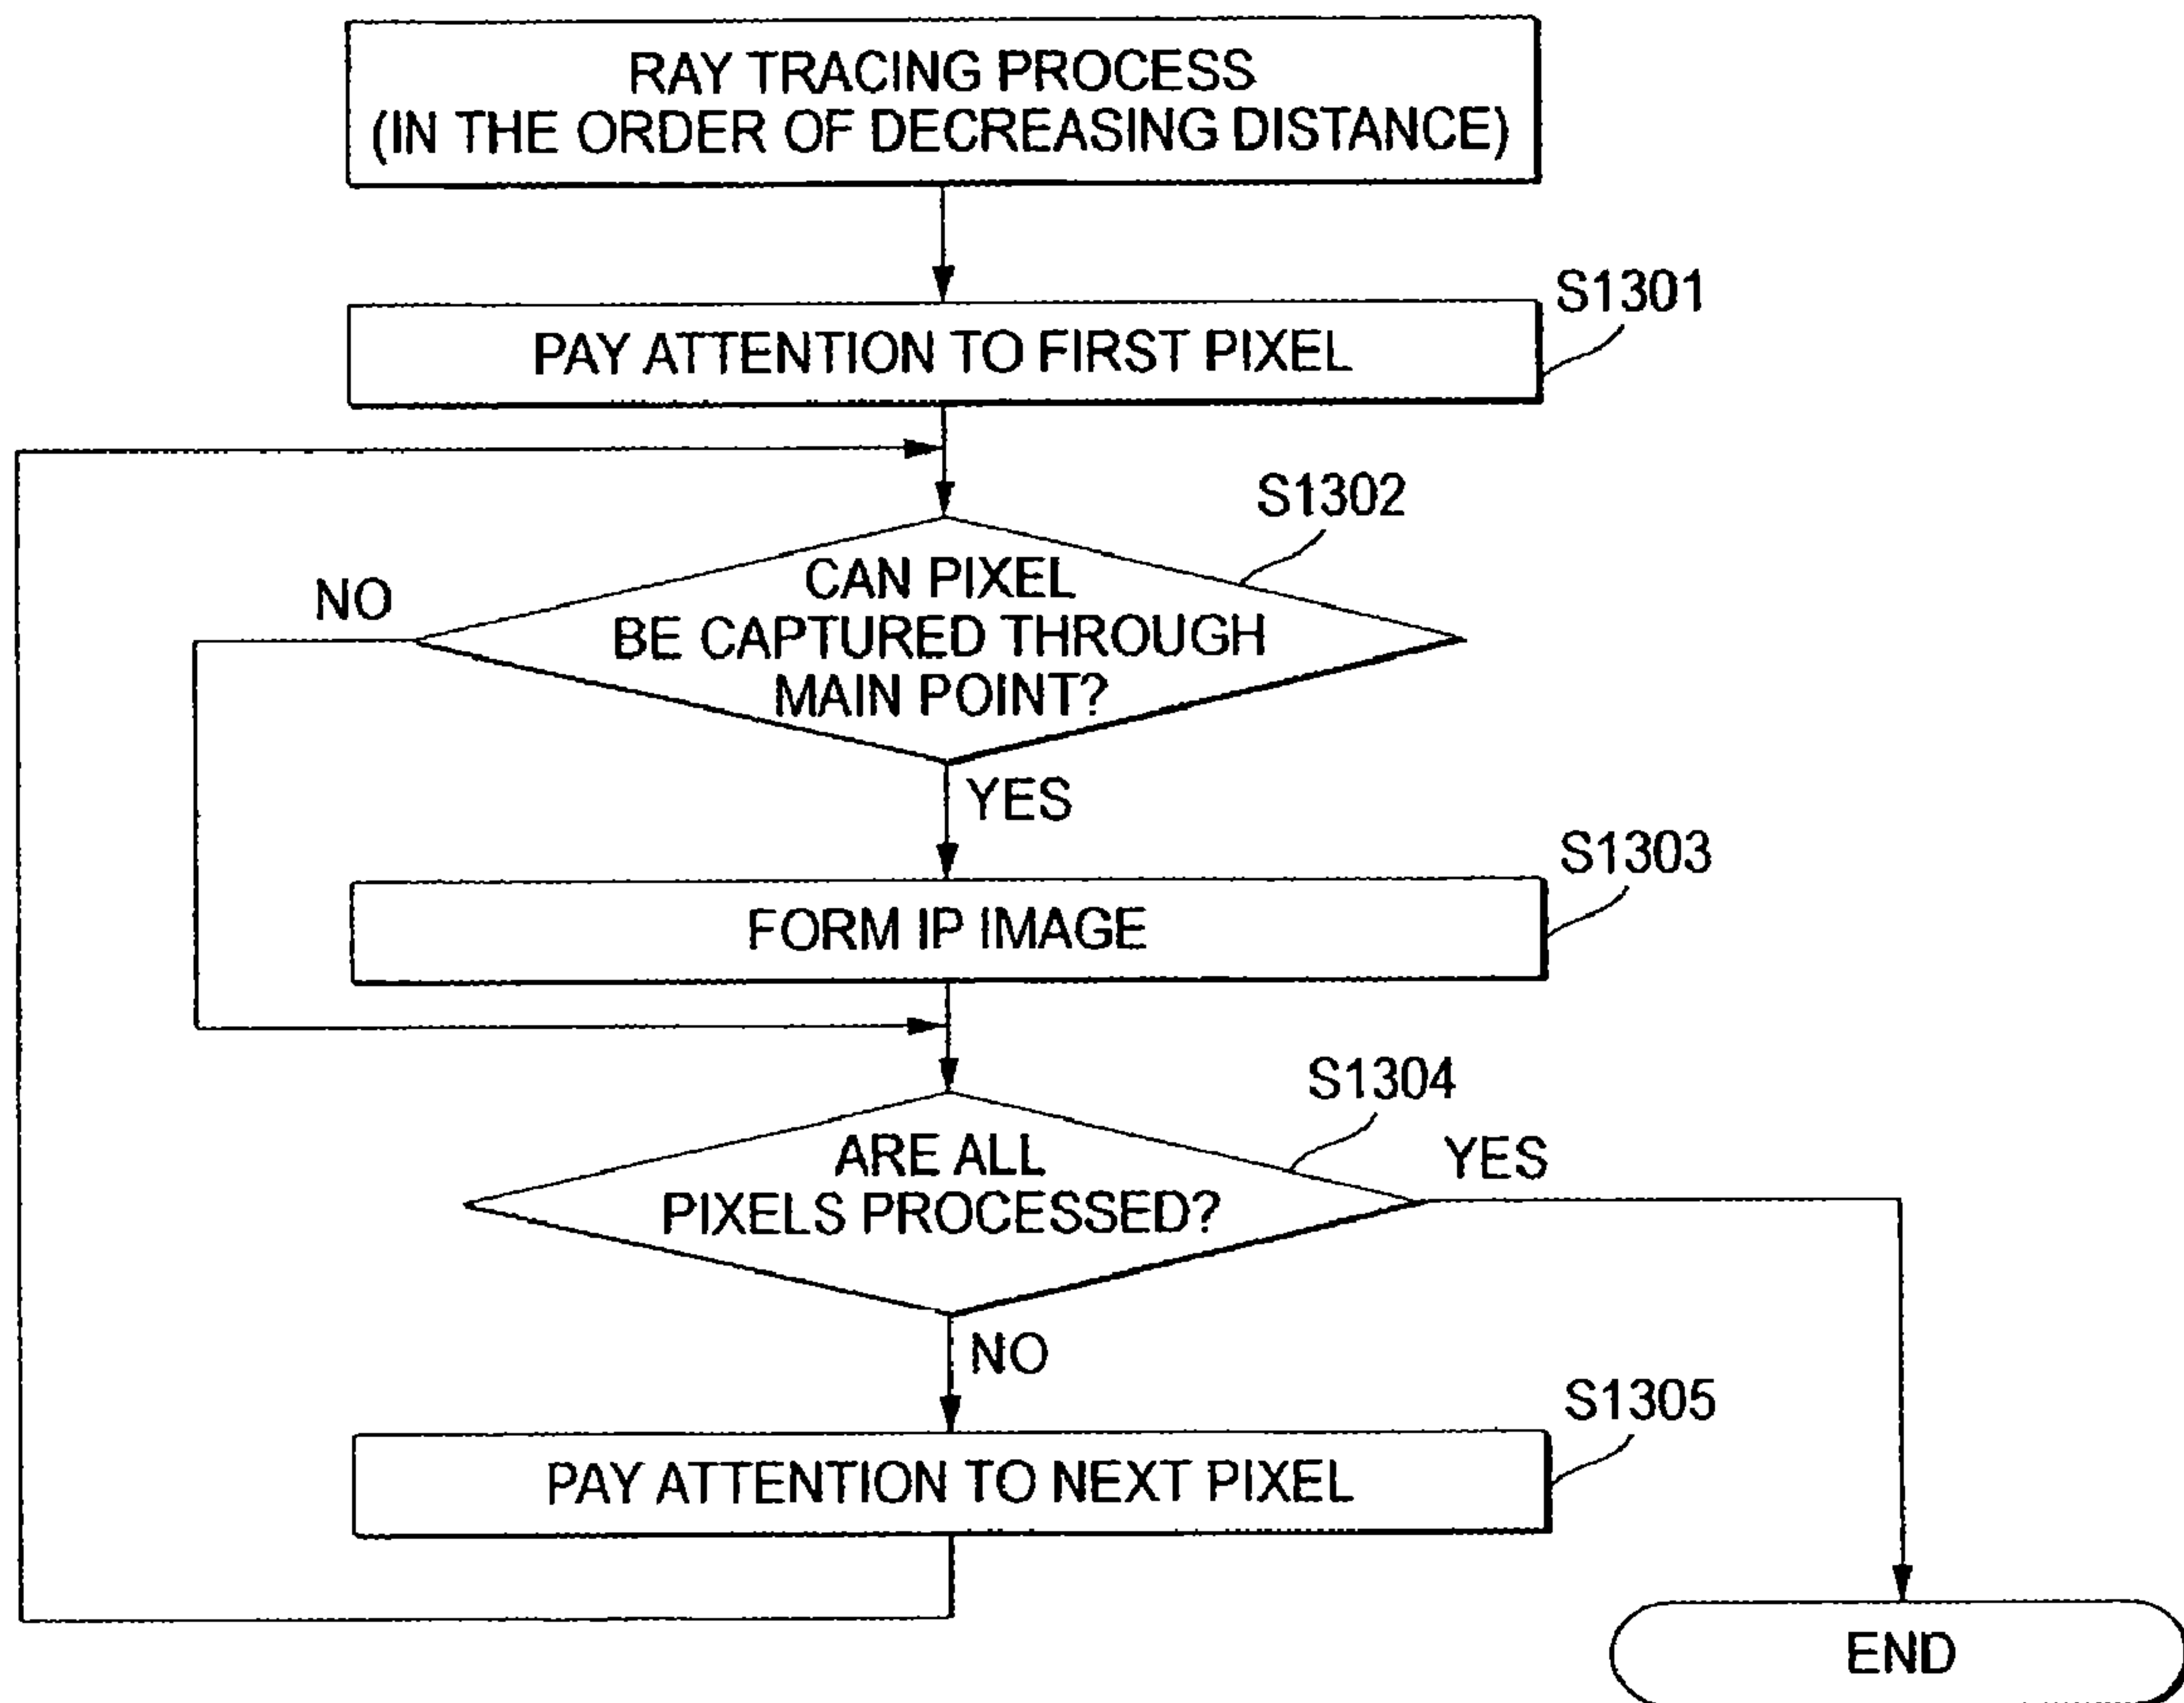 RAY TRACING PROCESS
(IN THE ORDER OF DECREASING DISTANCE)
S1301
PAY ATTENTION TO FIRST PIXEL
S1302
NO
CAN PIXEL
BE CAPTURED THROUGH
MAIN POINT?
YES
S1303
FORM IP IMAGE
S1304
ARE ALL
PIXELS PROCESSED?
YES
NO
S1305
PAY ATTENTION TO NEXT PIXEL
END